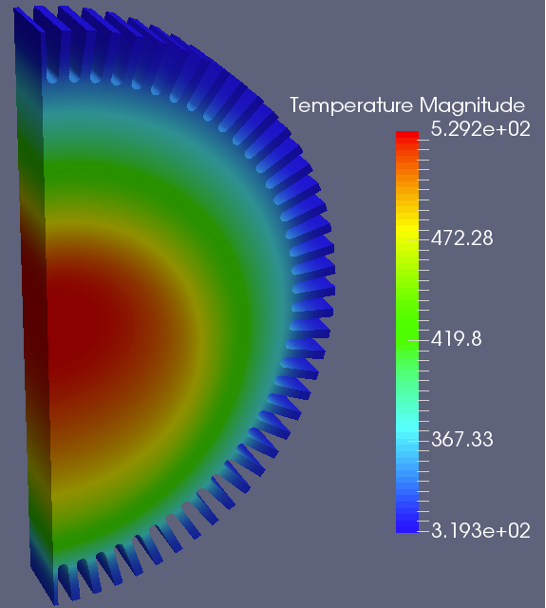 Temperature Magnitude
5.292e+02
472.28
419.8
367.33
3.193e+02